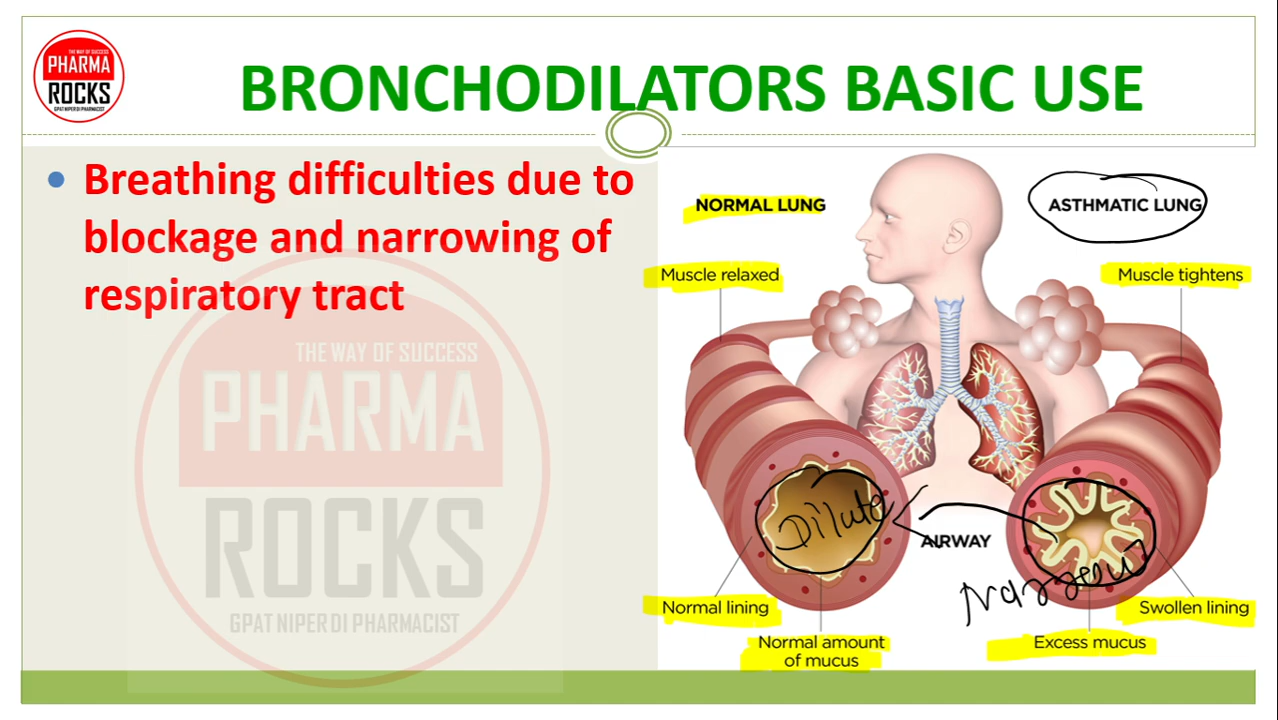 THE WAY OF SUCCESS
PHARMA
ROCKS
GPAT NIPER DI PHARMACIST
BRONCHODILATORS BASIC USE
• Breathing difficulties due to
blockage and narrowing of
respiratory tract
THE WAY OF SUCCESS
PHARMA
ROCKS
GPAT NIPER DI PHARMACIST
NORMAL LUNG
ASTHMATIC LUNG
Muscle relaxed
Muscle tightens
Dilute
AIRWAY
Normal lining
Swollen lining
Normal amount
of mucus
Excess mucus